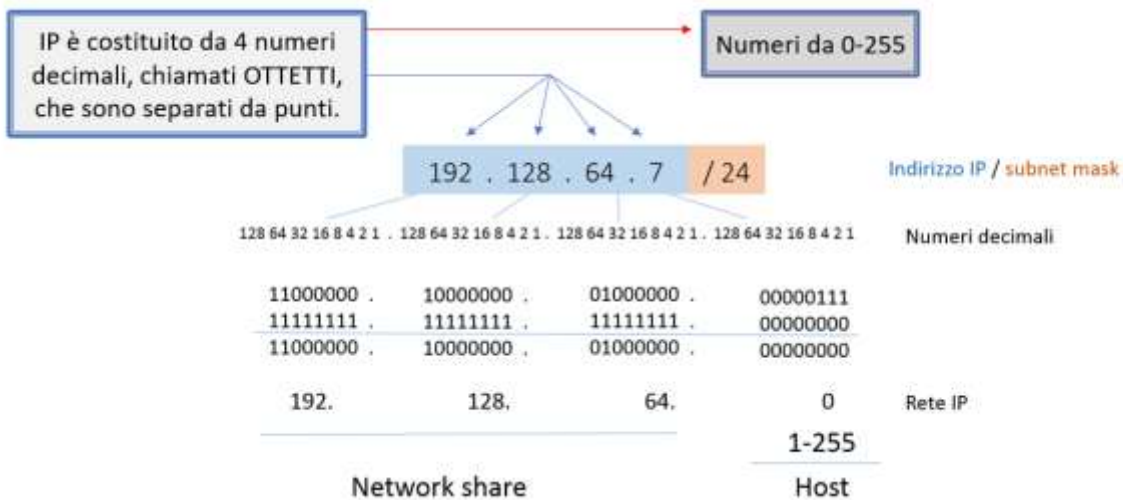 IP è costituito da 4 numeri
decimali, chiamati OTTETTI,
che sono separati da punti.
Numeri da 0-255
192 . 128 . 64 . 7 / 24
Indirizzo IP / subnet mask
128 64 32 16 8 4 2 1 . 128 64 32 16 8 4 2 1 . 128 64 32 16 8 4 2 1 . 128 64 32 16 8 4 2 1
Numeri decimali
11000000 . 10000000 . 01000000 . 00000111
11111111 . 11111111 . 11111111 . 00000000
11000000 . 10000000 . 01000000 . 00000000
192. 128. 64. 0
Rete IP
1-255
Network share
Host